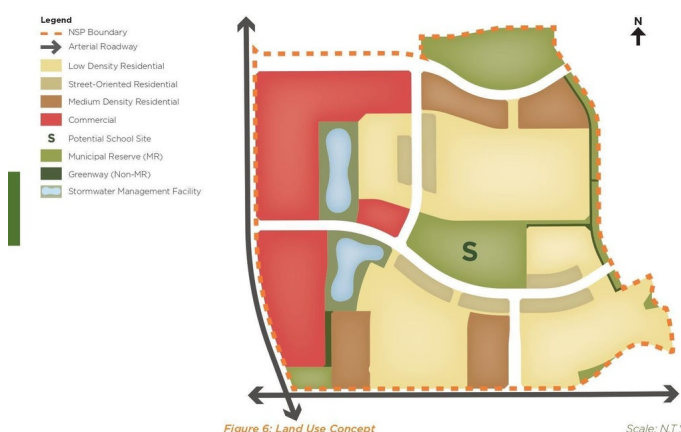 Legend
NSP Boundary
Arterial Roadway
Low Density Residential
Street-Oriented Residential
Medium Density Residential
Commercial
S Potential School Site
Municipal Reserve (MR)
Greenway (Non-MR)
Stormwater Management Facility
N
S
Figure 6: Land Use Concept
Scale: N.T.S